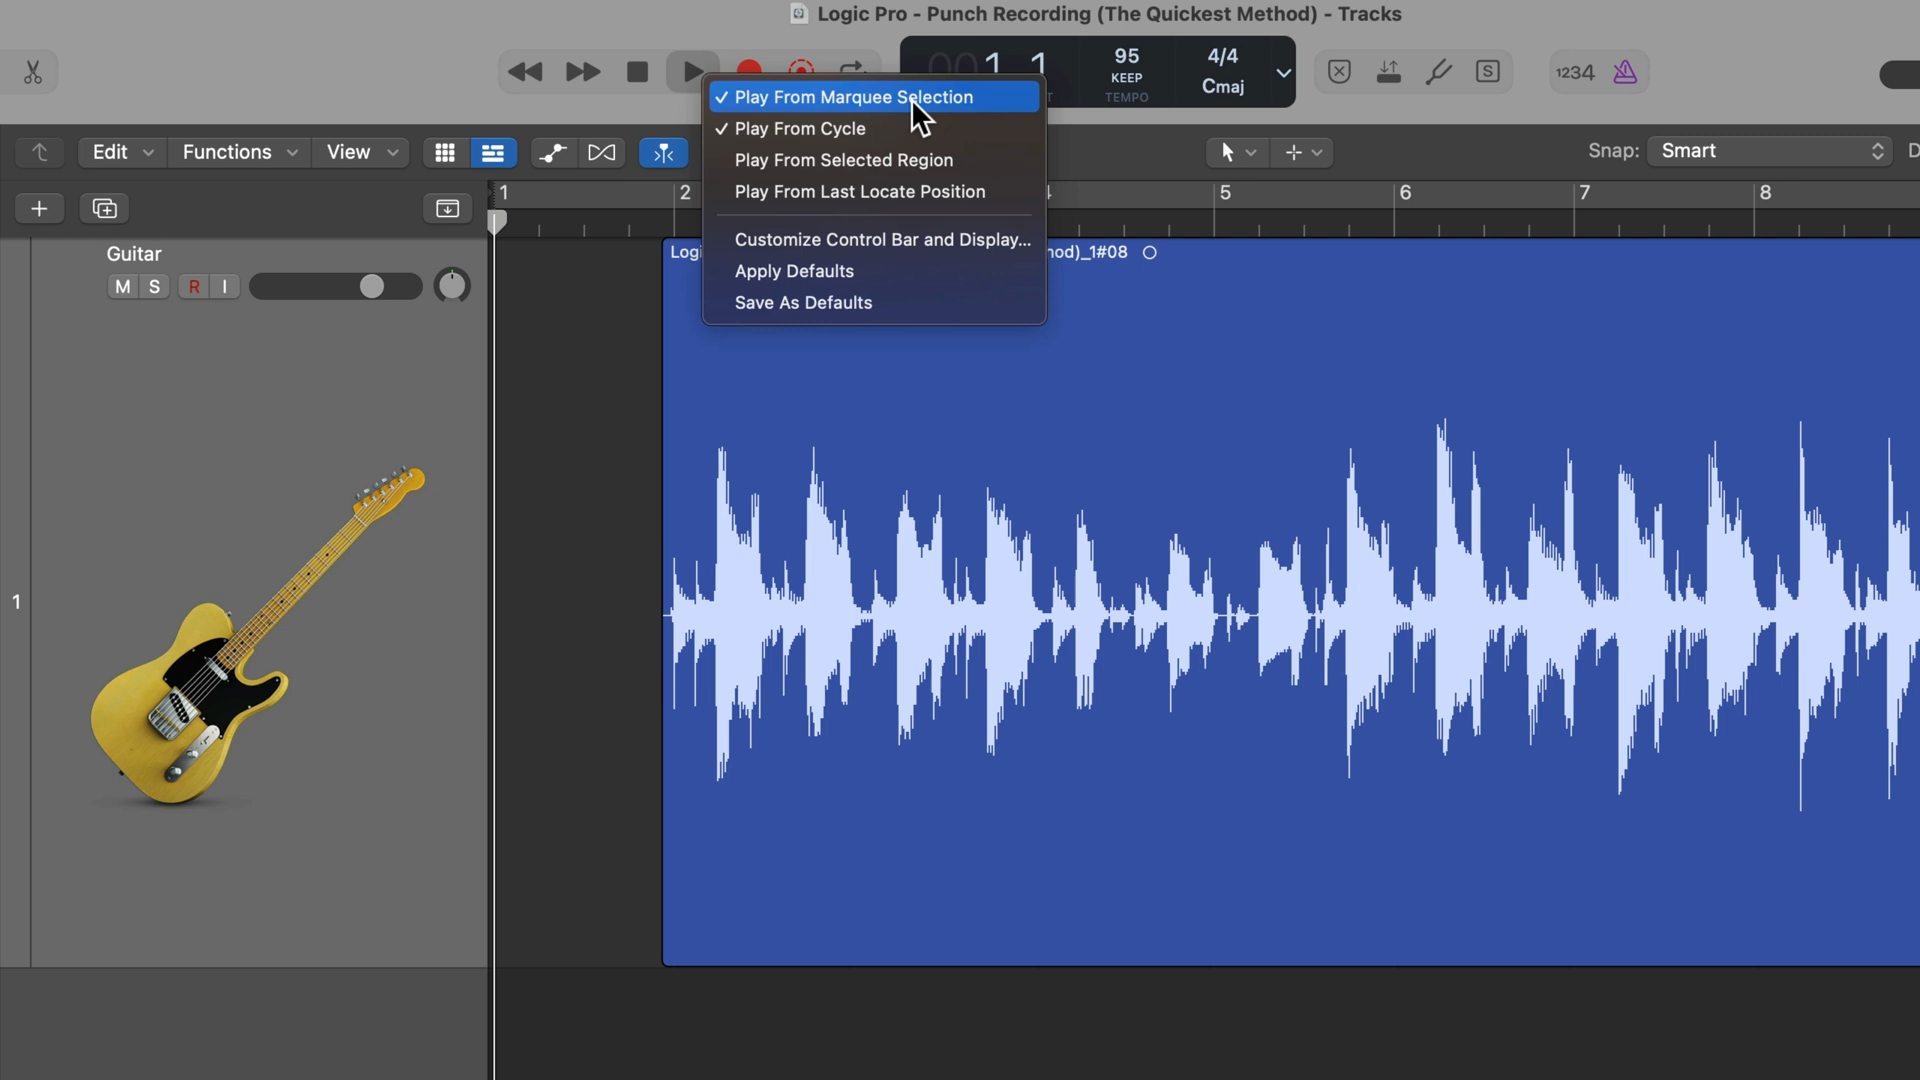 Logic Pro - Punch Recording (The Quickest Method) - Tracks
001 1
95
KEEP
TEMPO
4/4
Cmaj
1234
✓ Play From Marquee Selection
✓ Play From Cycle
Play From Selected Region
Play From Last Locate Position
Customize Control Bar and Display...
Apply Defaults
Save As Defaults
Edit
Functions
View
Snap:
Smart
D
1
2
5
6
7
8
Guitar
M
S
R
I
Logi
nod)_1#08
1
S